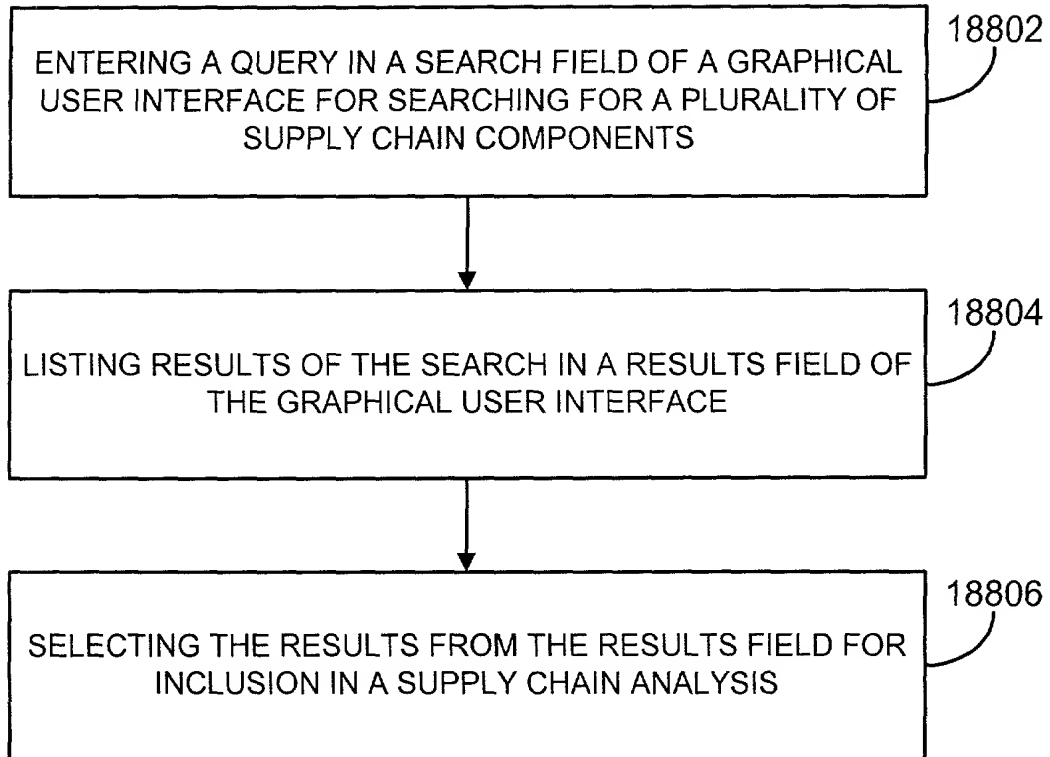 18802
ENTERING A QUERY IN A SEARCH FIELD OF A GRAPHICAL
USER INTERFACE FOR SEARCHING FOR A PLURALITY OF
SUPPLY CHAIN COMPONENTS
18804
LISTING RESULTS OF THE SEARCH IN A RESULTS FIELD OF
THE GRAPHICAL USER INTERFACE
18806
SELECTING THE RESULTS FROM THE RESULTS FIELD FOR
INCLUSION IN A SUPPLY CHAIN ANALYSIS